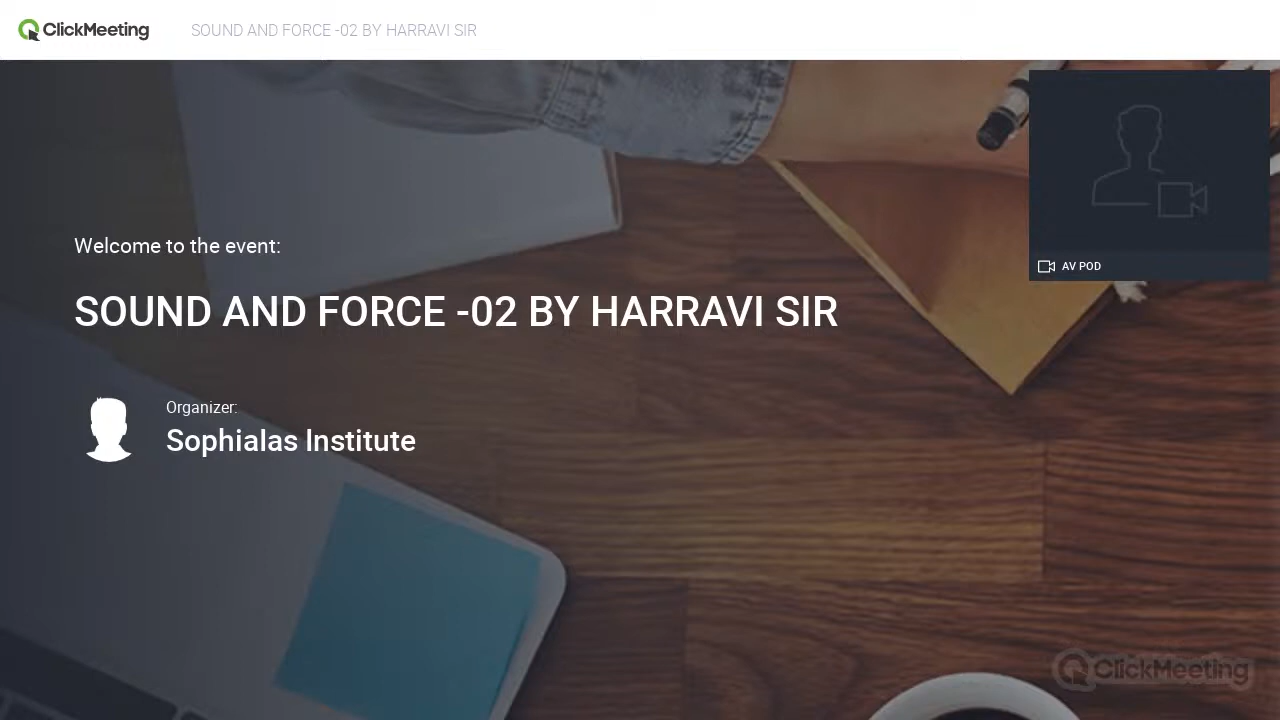 ClickMeeting SOUND AND FORCE -02 BY HARRAVI SIR
AV POD
Welcome to the event:
SOUND AND FORCE -02 BY HARRAVI SIR
Organizer:
SophiaIas Institute
ClickMeeting